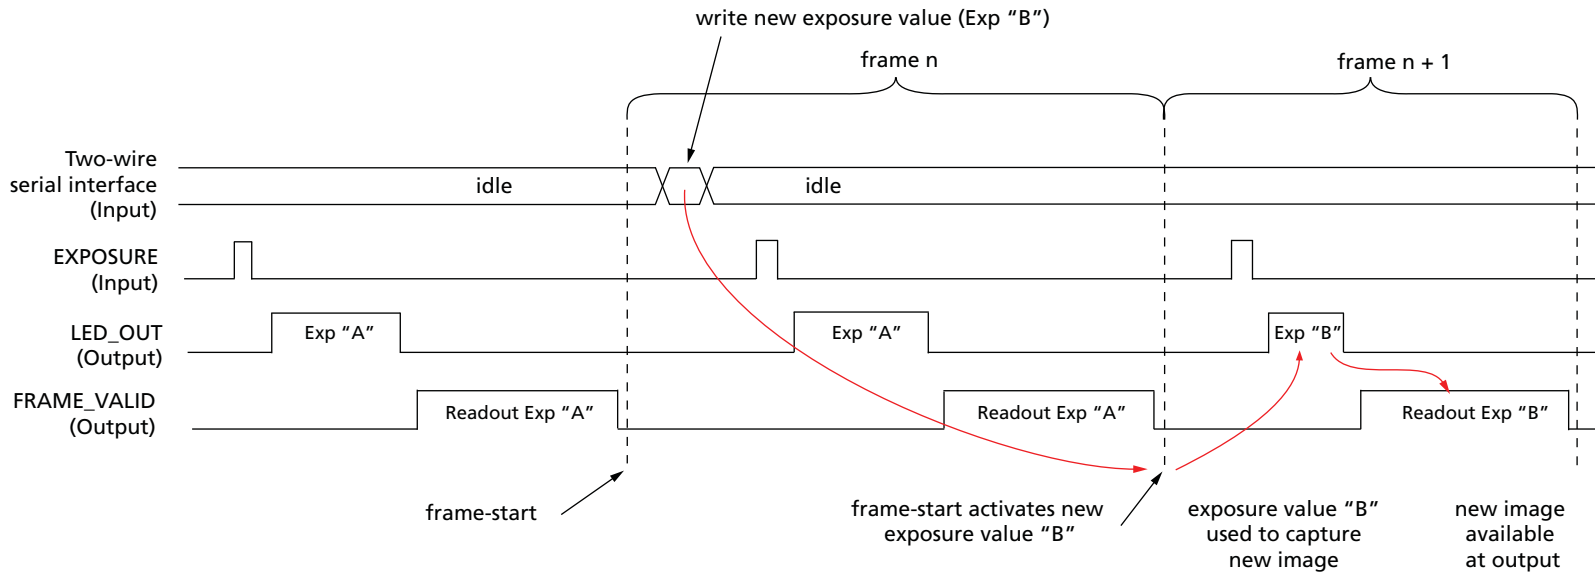 write new exposure value (Exp “B”)
frame n
frame n + 1
Two-wire
serial interface
(Input)
idle
idle
EXPOSURE
(Input)
LED_OUT
(Output)
Exp “A”
Exp “A”
Exp “B”
FRAME_VALID
(Output)
Readout Exp “A”
Readout Exp “A”
Readout Exp “B”
frame-start
frame-start activates new
exposure value “B”
exposure value “B”
used to capture
new image
new image
available
at output